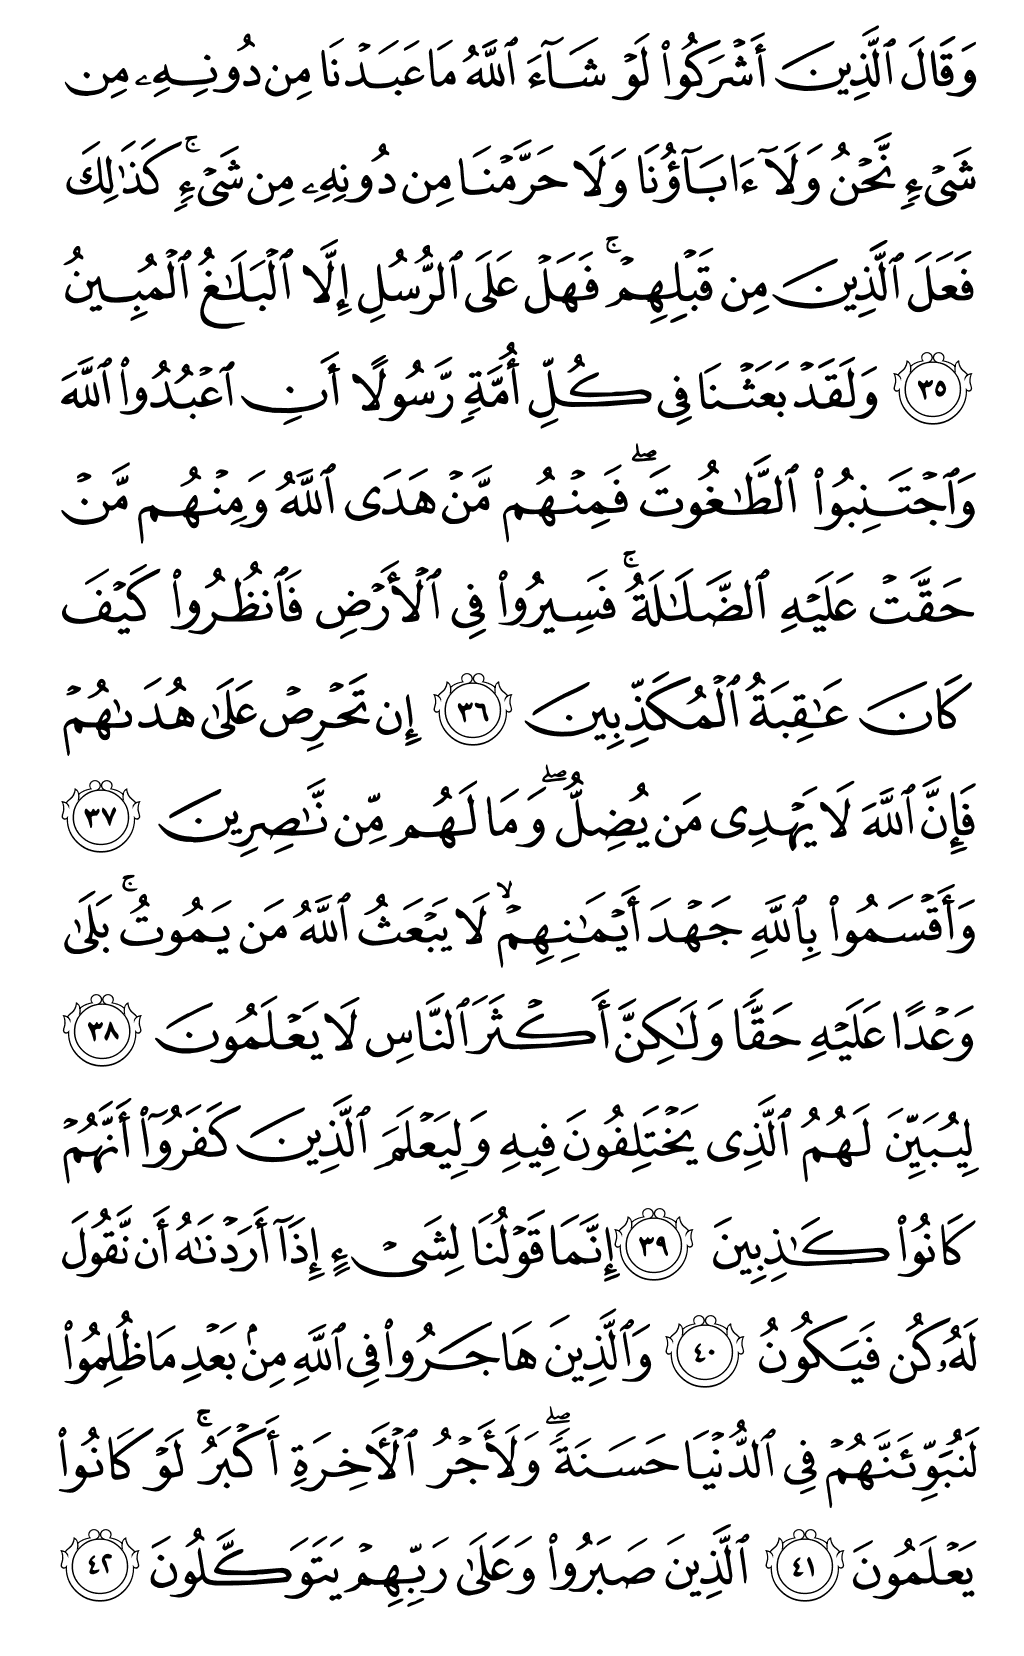 وَقَالَ ٱلَّذِينَ أَشْرَكُوا۟ لَوْ شَآءَ ٱللَّهُ مَا عَبَدْنَا مِن دُونِهِۦ مِن
شَىْءٍۢ نَّحْنُ وَلَآ ءَابَآؤُنَا وَلَا حَرَّمْنَا مِن دُونِهِۦ مِن شَىْءٍۢ ۚ كَذَٰلِكَ
فَعَلَ ٱلَّذِينَ مِن قَبْلِهِمْ ۚ فَهَلْ عَلَى ٱلرُّسُلِ إِلَّا ٱلْبَلَـٰغُ ٱلْمُبِينُ
٣٥ وَلَقَدْ بَعَثْنَا فِى كُلِّ أُمَّةٍۢ رَّسُولًا أَنِ ٱعْبُدُوا۟ ٱللَّهَ
وَٱجْتَنِبُوا۟ ٱلطَّـٰغُوتَ ۖ فَمِنْهُم مَّنْ هَدَى ٱللَّهُ وَمِنْهُم مَّنْ
حَقَّتْ عَلَيْهِ ٱلضَّلَـٰلَةُ ۚ فَسِيرُوا۟ فِى ٱلْأَرْضِ فَٱنظُرُوا۟ كَيْفَ
كَانَ عَـٰقِبَةُ ٱلْمُكَذِّبِينَ ٣٦ إِن تَحْرِصْ عَلَىٰ هُدَىٰهُمْ
فَإِنَّ ٱللَّهَ لَا يَهْدِى مَن يُضِلُّ ۖ وَمَا لَهُم مِّن نَّـٰصِرِينَ ٣٧
وَأَقْسَمُوا۟ بِٱللَّهِ جَهْدَ أَيْمَـٰنِهِمْ ۙ لَا يَبْعَثُ ٱللَّهُ مَن يَمُوتُ ۚ بَلَىٰ
وَعْدًا عَلَيْهِ حَقًّۭا وَلَـٰكِنَّ أَكْثَرَ ٱلنَّاسِ لَا يَعْلَمُونَ ٣٨
لِيُبَيِّنَ لَهُمُ ٱلَّذِى يَخْتَلِفُونَ فِيهِ وَلِيَعْلَمَ ٱلَّذِينَ كَفَرُوٓا۟ أَنَّهُمْ
كَانُوا۟ كَـٰذِبِينَ ٣٩ إِنَّمَا قَوْلُنَا لِشَىْءٍ إِذَآ أَرَدْنَـٰهُ أَن نَّقُولَ
لَهُۥ كُن فَيَكُونُ ٤٠ وَٱلَّذِينَ هَاجَرُوا۟ فِى ٱللَّهِ مِنۢ بَعْدِ مَا ظُلِمُوا۟
لَنُبَوِّئَنَّهُمْ فِى ٱلدُّنْيَا حَسَنَةًۭ ۖ وَلَأَجْرُ ٱلْـَٔاخِرَةِ أَكْبَرُ ۚ لَوْ كَانُوا۟
يَعْلَمُونَ ٤١ ٱلَّذِينَ صَبَرُوا۟ وَعَلَىٰ رَبِّهِمْ يَتَوَكَّلُونَ ٤٢